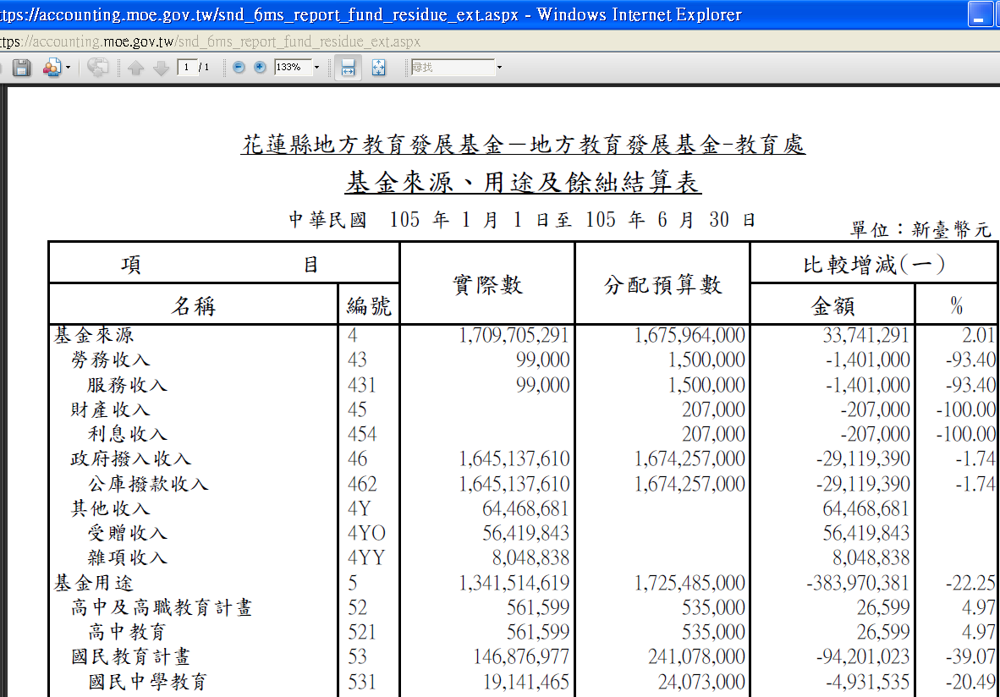 ttps://accounting.moe.gov.tw/snd_6ms_report_fund_residue_ext.aspx - Windows Internet Explorer
ttps://accounting.moe.gov.tw/snd_6ms_report_fund_residue_ext.aspx
1 / 1 133% 尋找
花蓮縣地方教育發展基金－地方教育發展基金-教育處
基金來源、用途及餘絀結算表
中華民國 105 年 1 月 1 日至 105 年 6 月 30 日
單位：新臺幣元
項 目 實際數 分配預算數 比較增減(一)
名稱 編號 金額 %
基金來源 4 1,709,705,291 1,675,964,000 33,741,291 2.01
勞務收入 43 99,000 1,500,000 -1,401,000 -93.40
服務收入 431 99,000 1,500,000 -1,401,000 -93.40
財產收入 45 207,000 -207,000 -100.00
利息收入 454 207,000 -207,000 -100.00
政府撥入收入 46 1,645,137,610 1,674,257,000 -29,119,390 -1.74
公庫撥款收入 462 1,645,137,610 1,674,257,000 -29,119,390 -1.74
其他收入 4Y 64,468,681 64,468,681
受贈收入 4YO 56,419,843 56,419,843
雜項收入 4YY 8,048,838 8,048,838
基金用途 5 1,341,514,619 1,725,485,000 -383,970,381 -22.25
高中及高職教育計畫 52 561,599 535,000 26,599 4.97
高中教育 521 561,599 535,000 26,599 4.97
國民教育計畫 53 146,876,977 241,078,000 -94,201,023 -39.07
國民中學教育 531 19,141,465 24,073,000 -4,931,535 -20.49